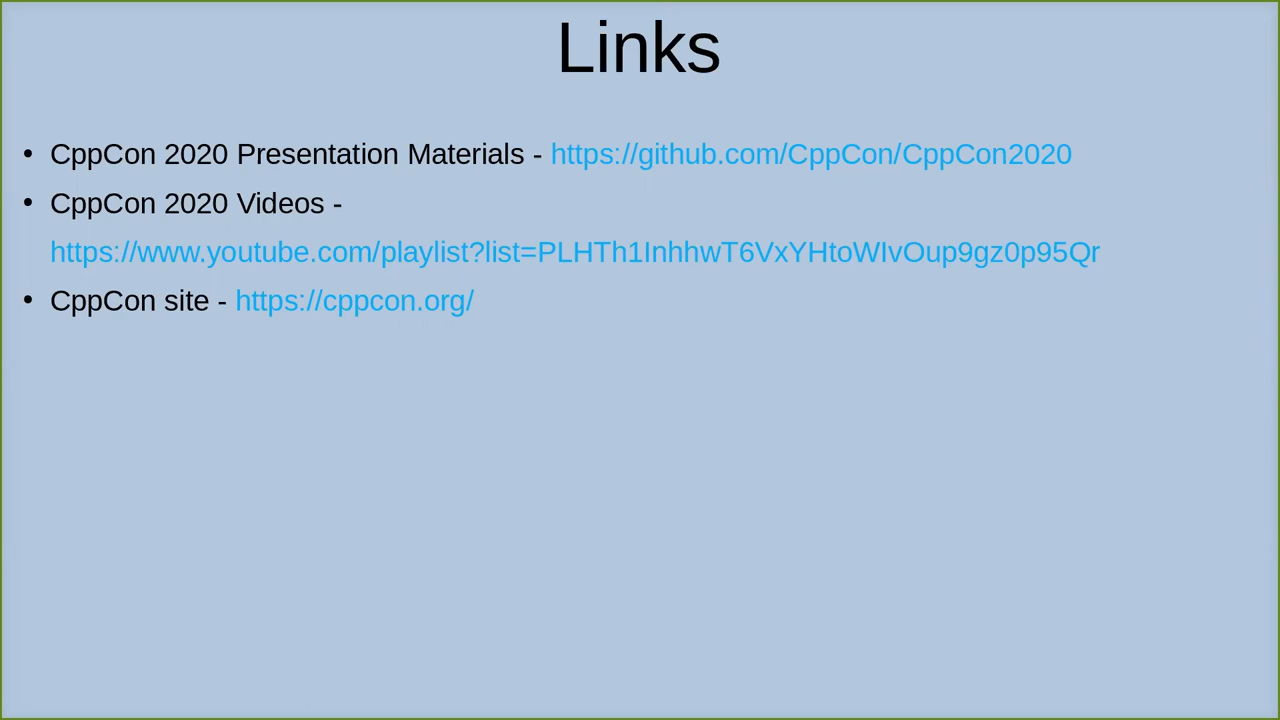 Links
• CppCon 2020 Presentation Materials - https://github.com/CppCon/CppCon2020
• CppCon 2020 Videos -
https://www.youtube.com/playlist?list=PLHTh1InhhwT6VxYHtoWIvOup9gz0p95Qr
• CppCon site - https://cppcon.org/